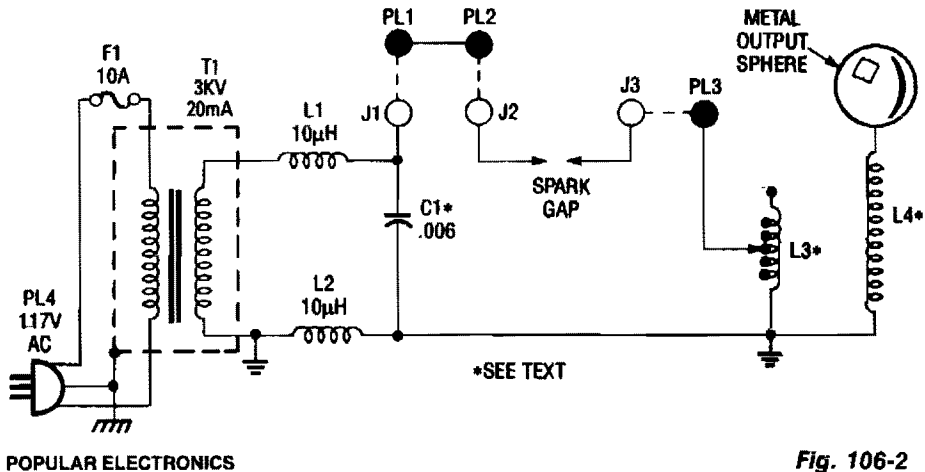 PL1
PL2
METAL
OUTPUT
SPHERE
F1
10A
T1
3KV
20mA
L1
10µH
J1
J2
J3
PL3
SPARK
GAP
C1*
.006
L3*
L4*
L2
10µH
PL4
117V
AC
*SEE TEXT
POPULAR ELECTRONICS
Fig. 106-2